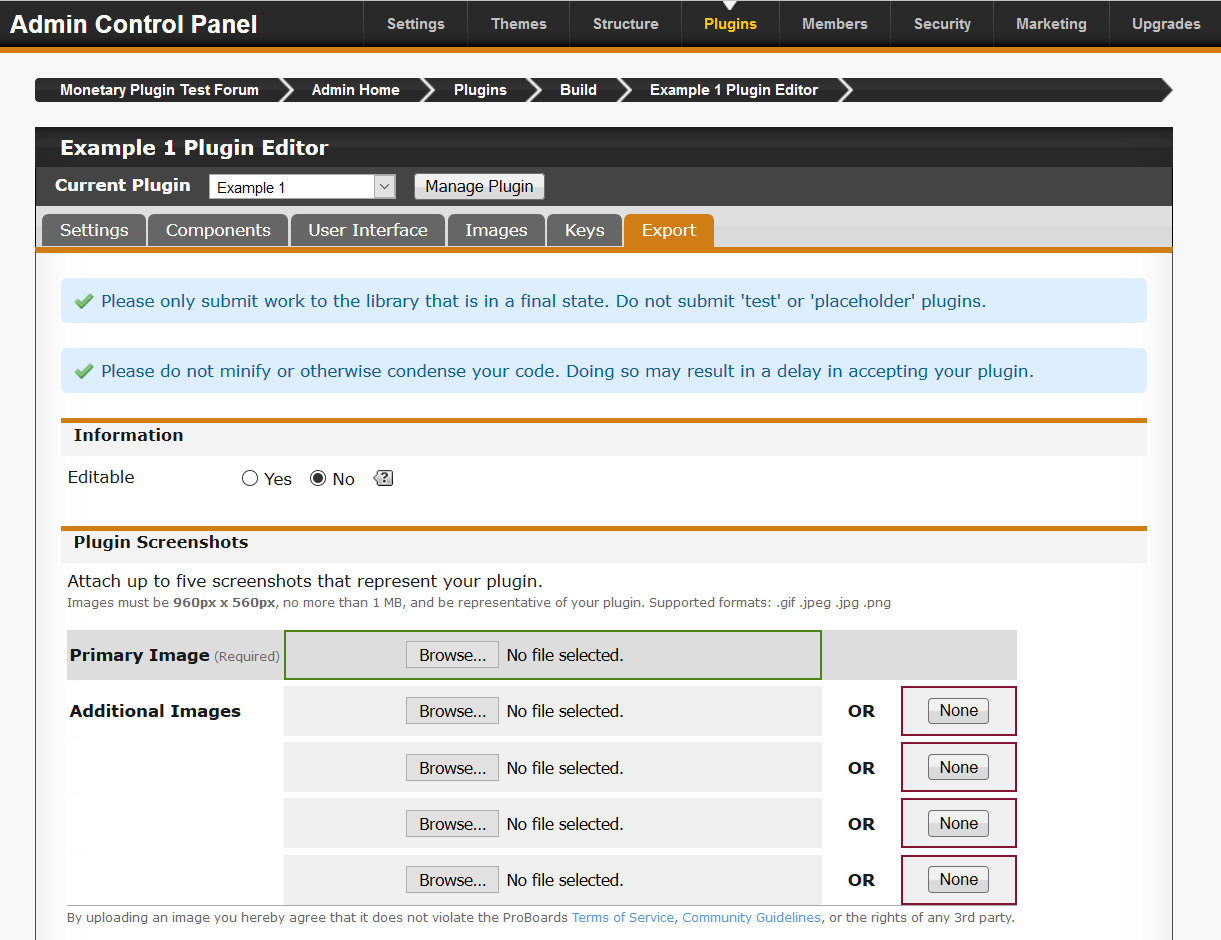 Admin Control Panel Settings Themes Structure Plugins Members Security Marketing Upgrades
Monetary Plugin Test Forum Admin Home Plugins Build Example 1 Plugin Editor
Example 1 Plugin Editor
Current Plugin Example 1 Manage Plugin
Settings Components User Interface Images Keys Export
Please only submit work to the library that is in a final state. Do not submit 'test' or 'placeholder' plugins.
Please do not minify or otherwise condense your code. Doing so may result in a delay in accepting your plugin.
Information
Editable Yes No ?
Plugin Screenshots
Attach up to five screenshots that represent your plugin.
Images must be 960px x 560px, no more than 1 MB, and be representative of your plugin. Supported formats: .gif .jpeg .jpg .png
Primary Image (Required) Browse... No file selected.
Additional Images Browse... No file selected. OR None
Browse... No file selected. OR None
Browse... No file selected. OR None
Browse... No file selected. OR None
By uploading an image you hereby agree that it does not violate the ProBoards Terms of Service, Community Guidelines, or the rights of any 3rd party.